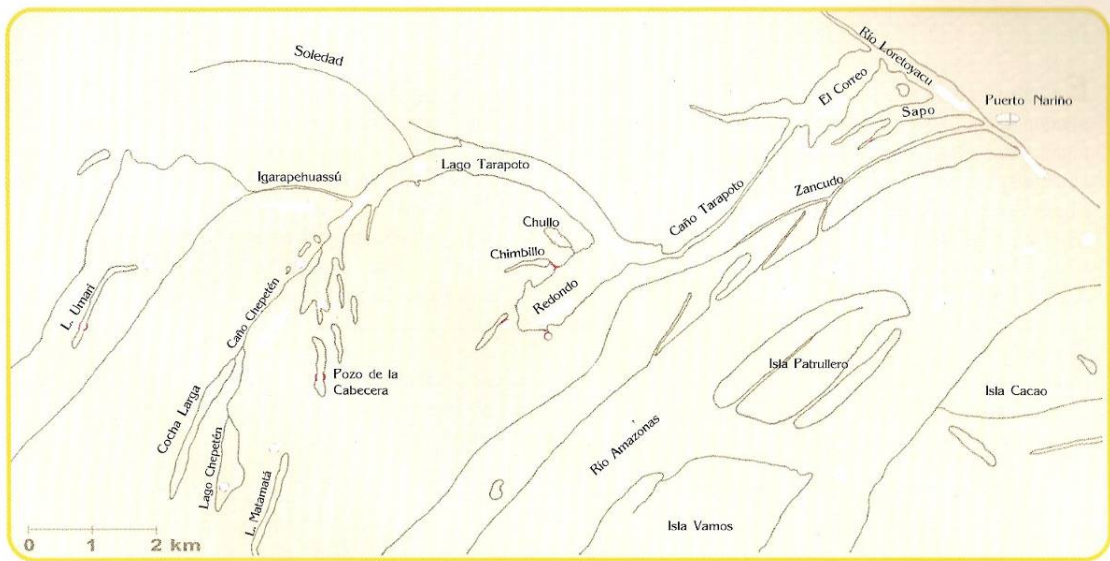 Soledad
Río Loretoyacu
El Correo
Puerto Nariño
Sapo
Igarapehuassú
Lago Tarapoto
Zancudo
Caño Tarapoto
Chullo
Chimbillo
Redondo
L. Umari
Caño Chepetén
Pozo de la
Cabecera
Isla Patrullero
Isla Cacao
Cocha Larga
Lago Chepetén
L. Matamatá
Río Amazonas
Isla Vamos
0 1 2 km